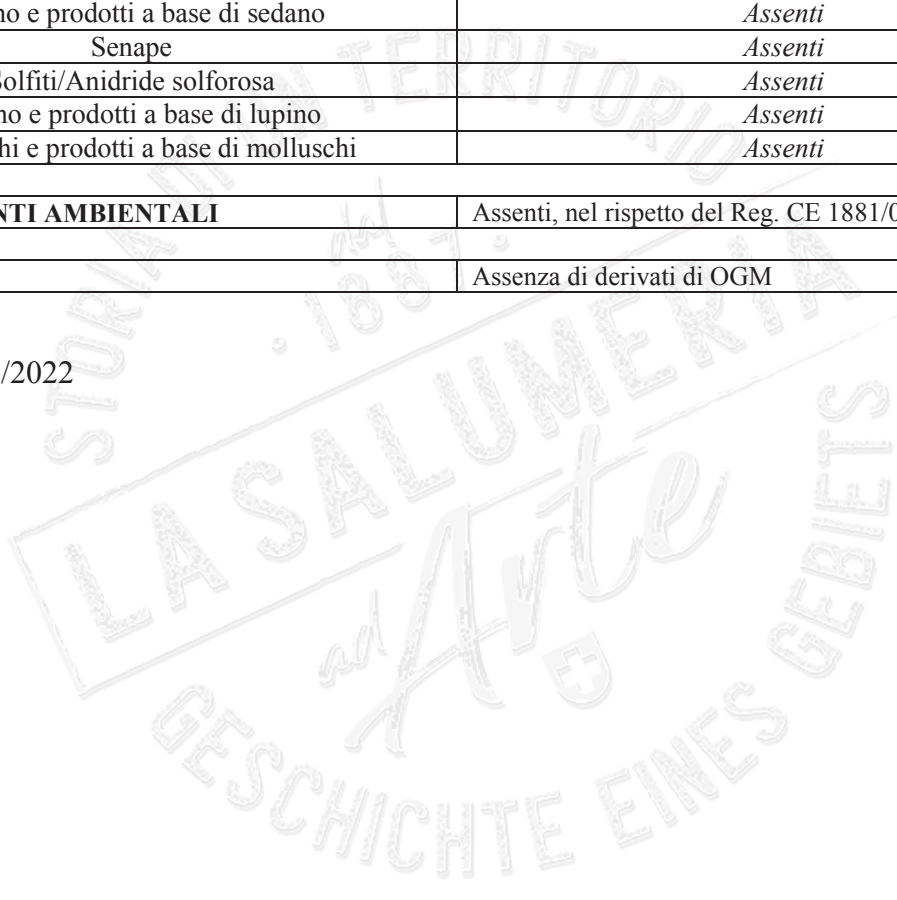 no e prodotti a base di sedano Assenti
Senape Assenti
Solfiti/Anidride solforosa Assenti
no e prodotti a base di lupino Assenti
hi e prodotti a base di molluschi Assenti
NTI AMBIENTALI Assenti, nel rispetto del Reg. CE 1881/0
Assenza di derivati di OGM
/2022
STORIA DI UN TERRITORIO
dal
• 1887 •
LA SALUMERIA
ad Arte
GESCHICHTE EINES GEBIETS